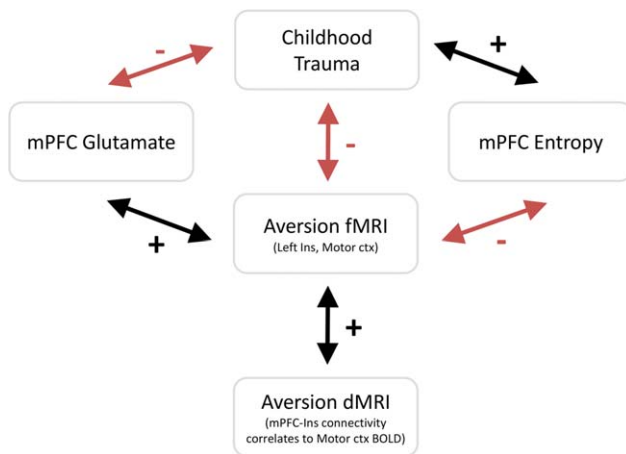 Childhood
Trauma
-
+
mPFC Glutamate
-
mPFC Entropy
Aversion fMRI
(Left Ins, Motor ctx)
+
-
+
Aversion dMRI
(mPFC-Ins connectivity
correlates to Motor ctx BOLD)